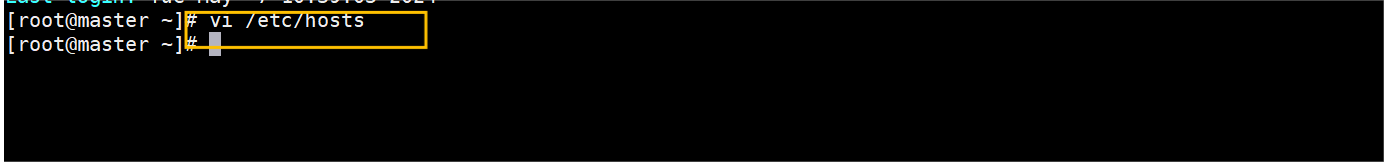 [root@master ~]# vi /etc/hosts
[root@master ~]#